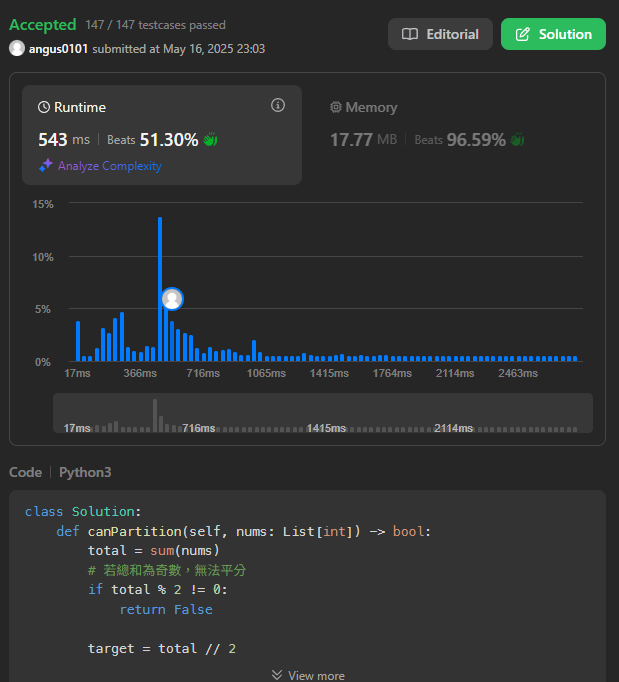 Accepted 147 / 147 testcases passed
angus0101 submitted at May 16, 2025 23:03
Editorial
Solution
Runtime
543 ms | Beats 51.30%
Analyze Complexity
Memory
17.77 MB | Beats 96.59%
15%
10%
5%
0%
17ms 366ms 716ms 1065ms 1415ms 1764ms 2114ms 2463ms
17ms 716ms 1415ms 2114ms
Code | Python3
class Solution:
    def canPartition(self, nums: List[int]) -> bool:
        total = sum(nums)
        # 若總和為奇數，無法平分
        if total % 2 != 0:
            return False

        target = total // 2
View more